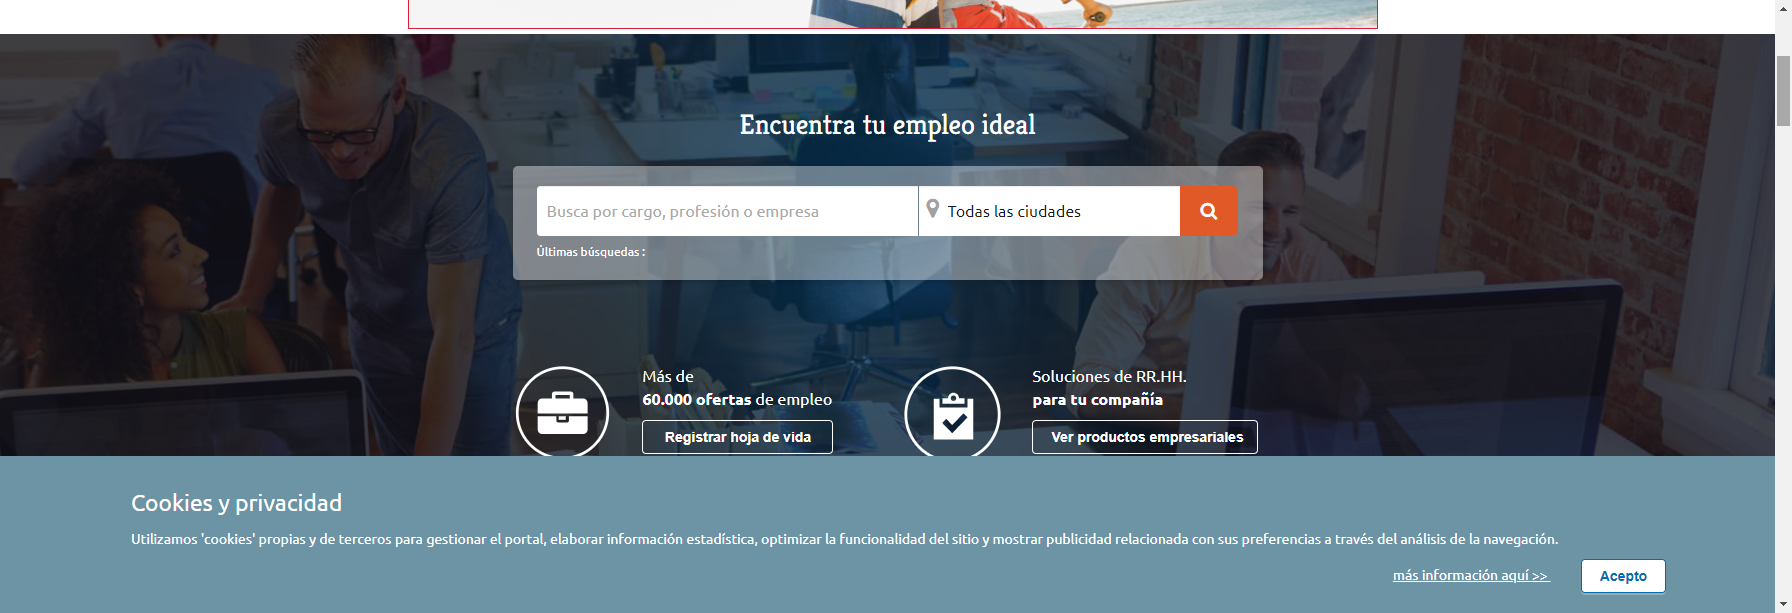 Encuentra tu empleo ideal
Busca por cargo, profesión o empresa
Todas las ciudades
Últimas búsquedas :
Más de
60.000 ofertas de empleo
Registrar hoja de vida
Soluciones de RR.HH.
para tu compañía
Ver productos empresariales
Cookies y privacidad
Utilizamos 'cookies' propias y de terceros para gestionar el portal, elaborar información estadística, optimizar la funcionalidad del sitio y mostrar publicidad relacionada con sus preferencias a través del análisis de la navegación.
más información aquí >>
Acepto